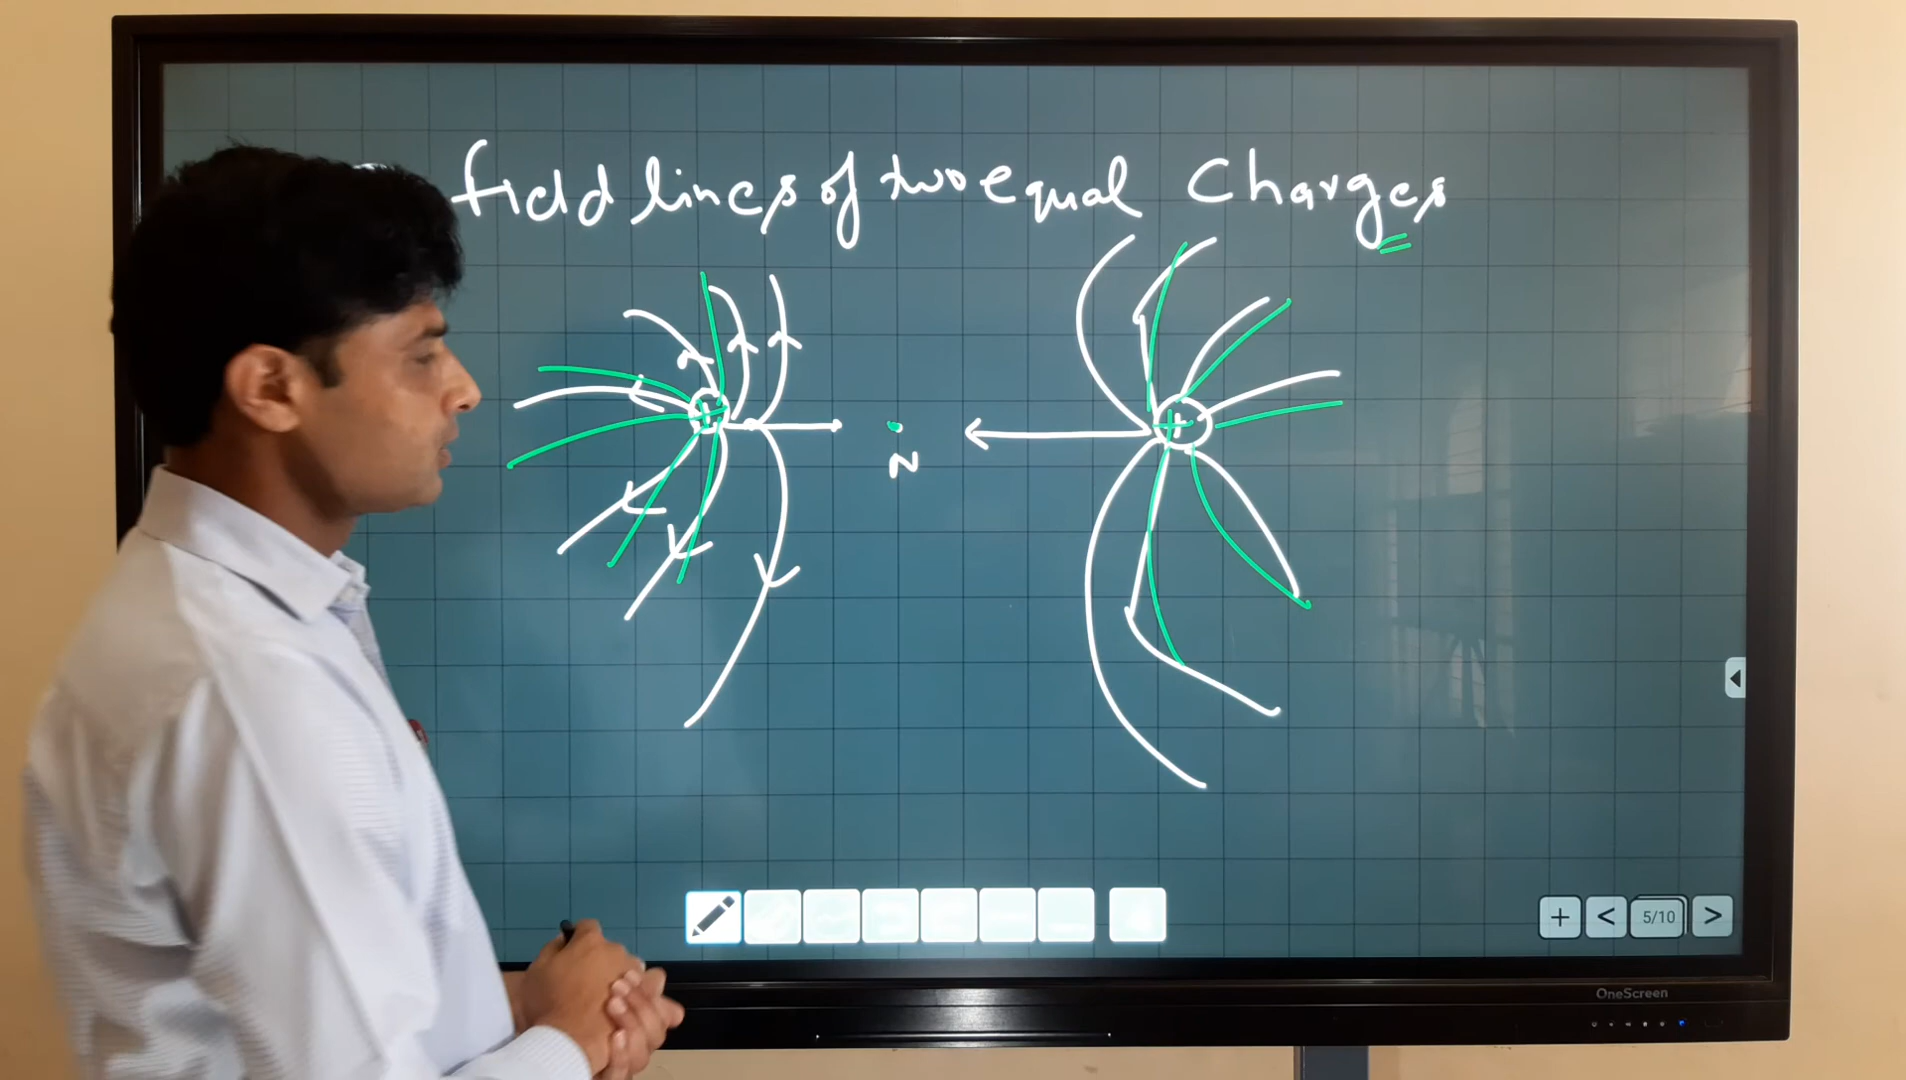 field lines of two equal Charges
+ +
N
+ < 5/10 >
OneScreen